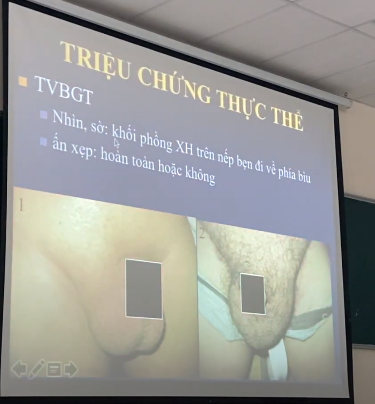 TRIỆU CHỨNG THỰC THỂ
TVBGT
Nhìn, sờ: khối phồng XH trên nếp bẹn đi về phía bìu
ấn xẹp: hoàn toàn hoặc không
1
2